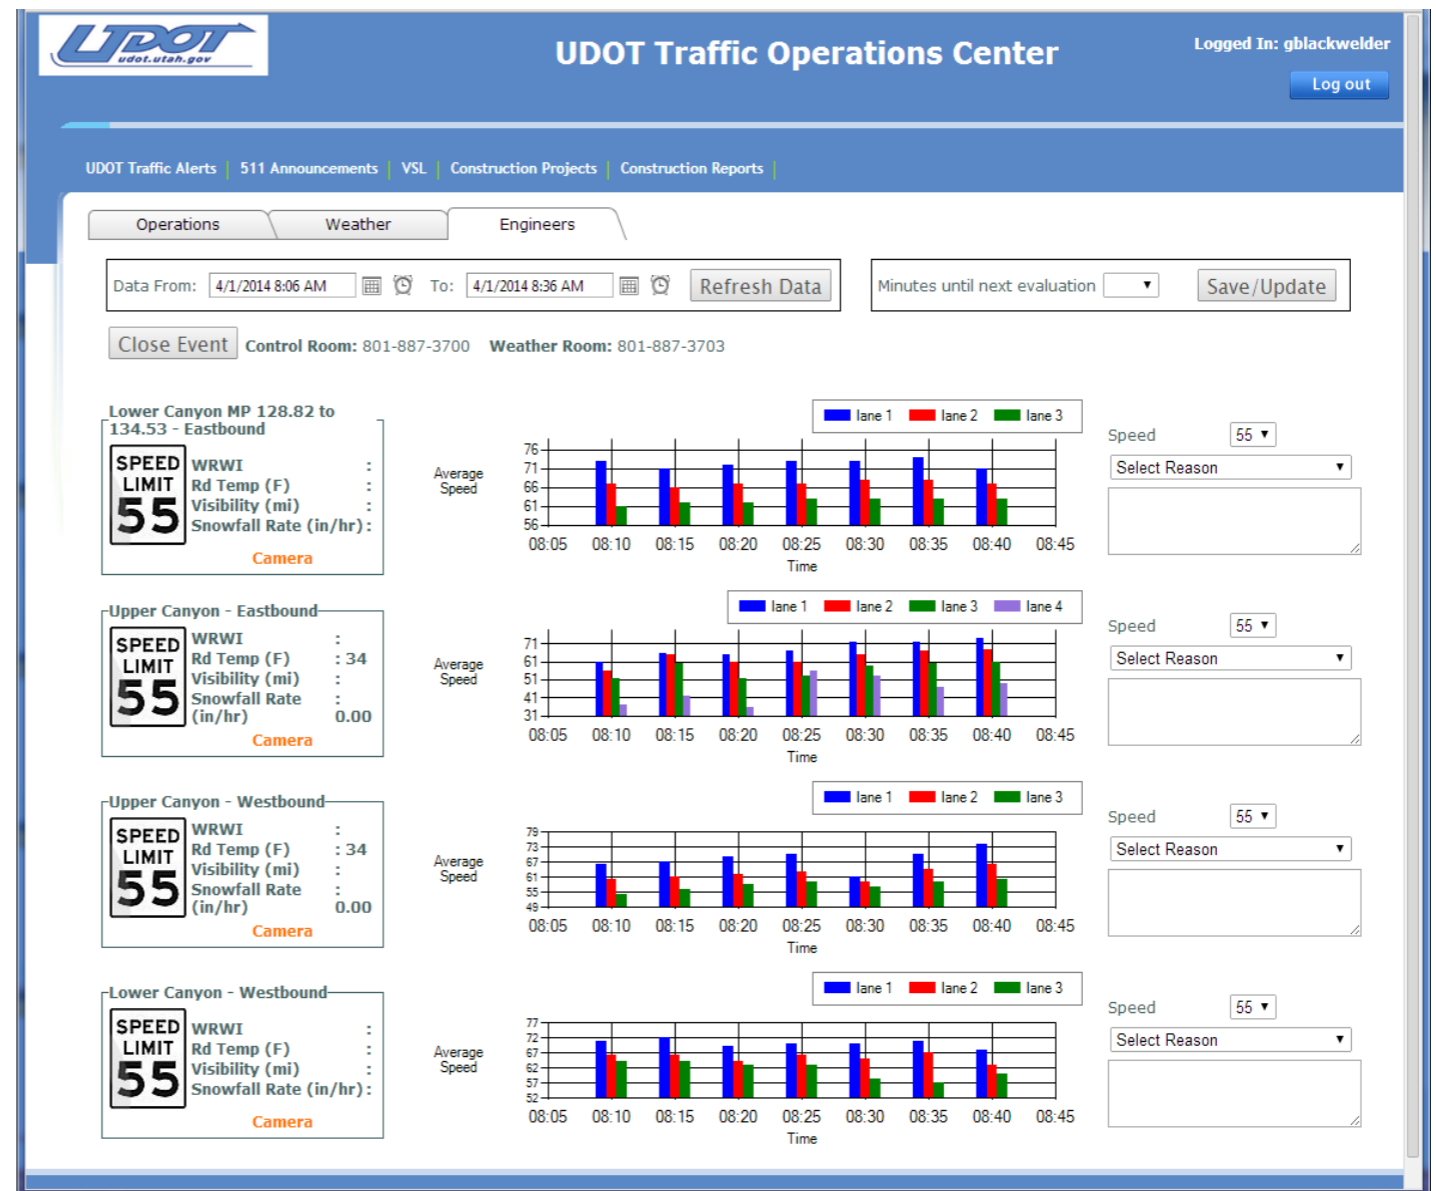 UDOT
udot.utah.gov
UDOT Traffic Operations Center
Logged In: gblackwelder
Log out
UDOT Traffic Alerts | 511 Announcements | VSL | Construction Projects | Construction Reports |
Operations Weather Engineers
Data From: 4/1/2014 8:06 AM To: 4/1/2014 8:36 AM Refresh Data Minutes until next evaluation Save/Update
Close Event Control Room: 801-887-3700 Weather Room: 801-887-3703
Lower Canyon MP 128.82 to
134.53 - Eastbound
SPEED
LIMIT
55
WRWI :
Rd Temp (F) :
Visibility (mi) :
Snowfall Rate (in/hr):
Camera
lane 1 lane 2 lane 3
Average
Speed
76
71
66
61
56
08:05 08:10 08:15 08:20 08:25 08:30 08:35 08:40 08:45
Time
Speed 55
Select Reason
Upper Canyon - Eastbound
SPEED
LIMIT
55
WRWI :
Rd Temp (F) : 34
Visibility (mi) :
Snowfall Rate :
(in/hr) 0.00
Camera
lane 1 lane 2 lane 3 lane 4
Average
Speed
71
61
51
41
31
08:05 08:10 08:15 08:20 08:25 08:30 08:35 08:40 08:45
Time
Speed 55
Select Reason
Upper Canyon - Westbound
SPEED
LIMIT
55
WRWI :
Rd Temp (F) : 34
Visibility (mi) :
Snowfall Rate :
(in/hr) 0.00
Camera
lane 1 lane 2 lane 3
Average
Speed
79
73
67
61
55
49
08:05 08:10 08:15 08:20 08:25 08:30 08:35 08:40 08:45
Time
Speed 55
Select Reason
Lower Canyon - Westbound
SPEED
LIMIT
55
WRWI :
Rd Temp (F) :
Visibility (mi) :
Snowfall Rate (in/hr):
Camera
lane 1 lane 2 lane 3
Average
Speed
77
72
67
62
57
52
08:05 08:10 08:15 08:20 08:25 08:30 08:35 08:40 08:45
Time
Speed 55
Select Reason